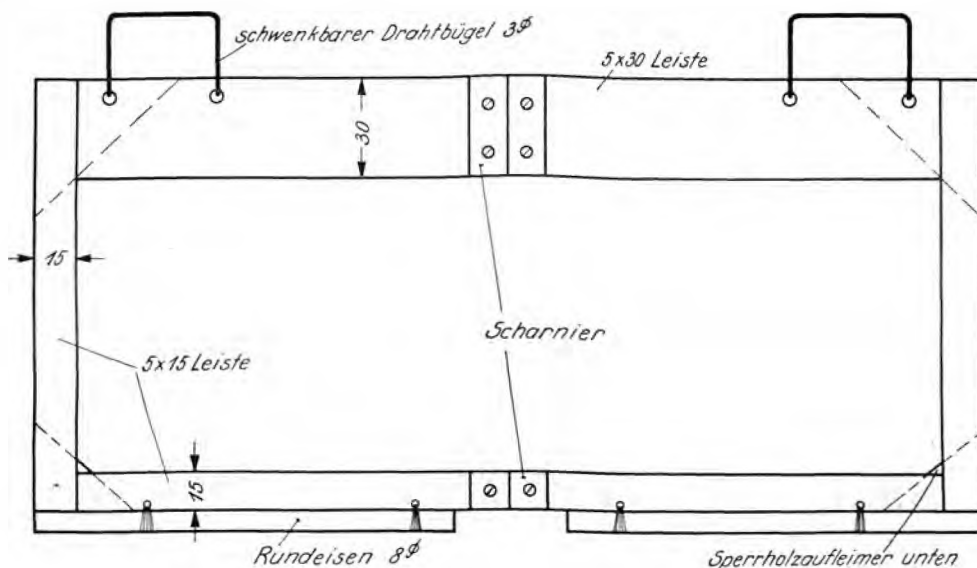 schwenkbarer Drahtbügel 3⌀
5x30 Leiste
30
15
Scharnier
5x15 Leiste
15
Rundeisen 8⌀
Sperrholzaufleimer unten